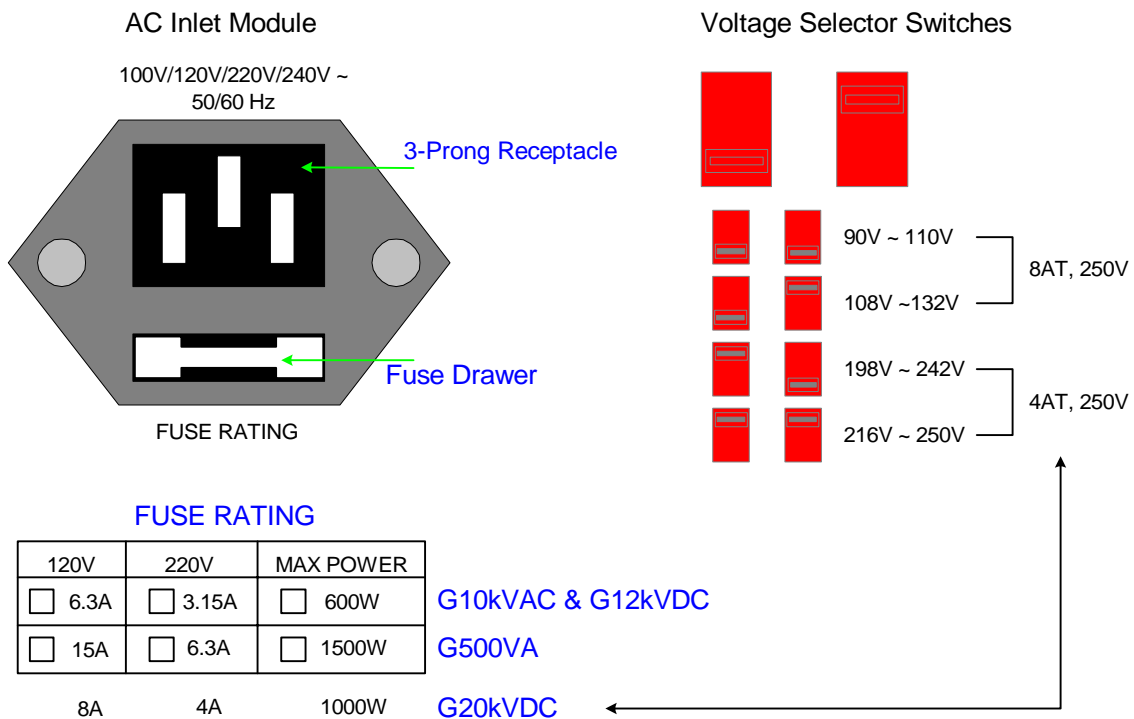 AC Inlet Module
100V/120V/220V/240V ~
50/60 Hz
3-Prong Receptacle
Fuse Drawer
FUSE RATING
Voltage Selector Switches
90V ~ 110V
108V ~132V
8AT, 250V
198V ~ 242V
216V ~ 250V
4AT, 250V
FUSE RATING
120V 220V MAX POWER
6.3A 3.15A 600W G10kVAC & G12kVDC
15A 6.3A 1500W G500VA
8A 4A 1000W G20kVDC